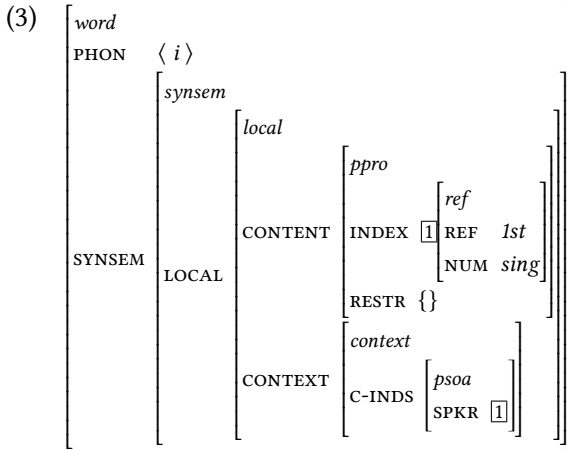 (3)
word
PHON ⟨ i ⟩
synsem
local
ppro
ref
INDEX 1 REF 1st
CONTENT
NUM sing
SYNSEM
LOCAL
RESTR {}
context
psoa
CONTEXT
C-INDS
SPKR 1